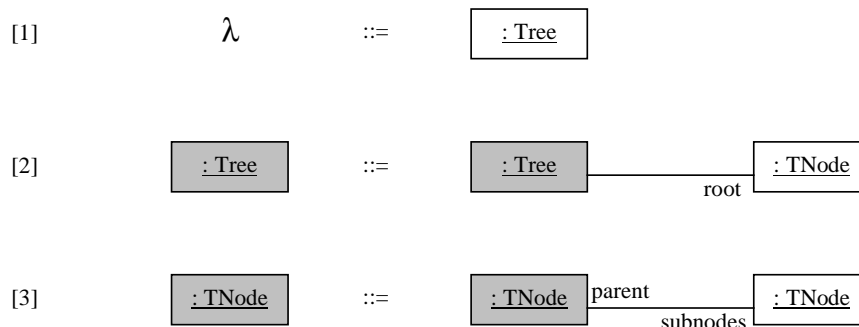 [1] λ ::= : Tree
[2] : Tree ::= : Tree root : TNode
[3] : TNode ::= : TNode parent subnodes : TNode